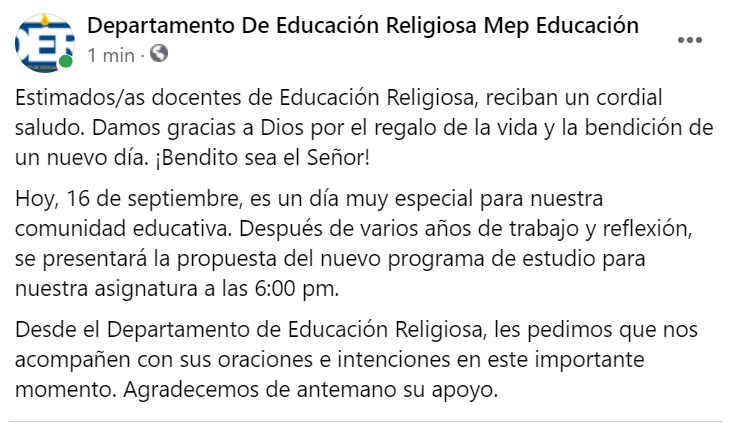 Departamento De Educación Religiosa Mep Educación
1 min ·
Estimados/as docentes de Educación Religiosa, reciban un cordial
saludo. Damos gracias a Dios por el regalo de la vida y la bendición de
un nuevo día. ¡Bendito sea el Señor!
Hoy, 16 de septiembre, es un día muy especial para nuestra
comunidad educativa. Después de varios años de trabajo y reflexión,
se presentará la propuesta del nuevo programa de estudio para
nuestra asignatura a las 6:00 pm.
Desde el Departamento de Educación Religiosa, les pedimos que nos
acompañen con sus oraciones e intenciones en este importante
momento. Agradecemos de antemano su apoyo.